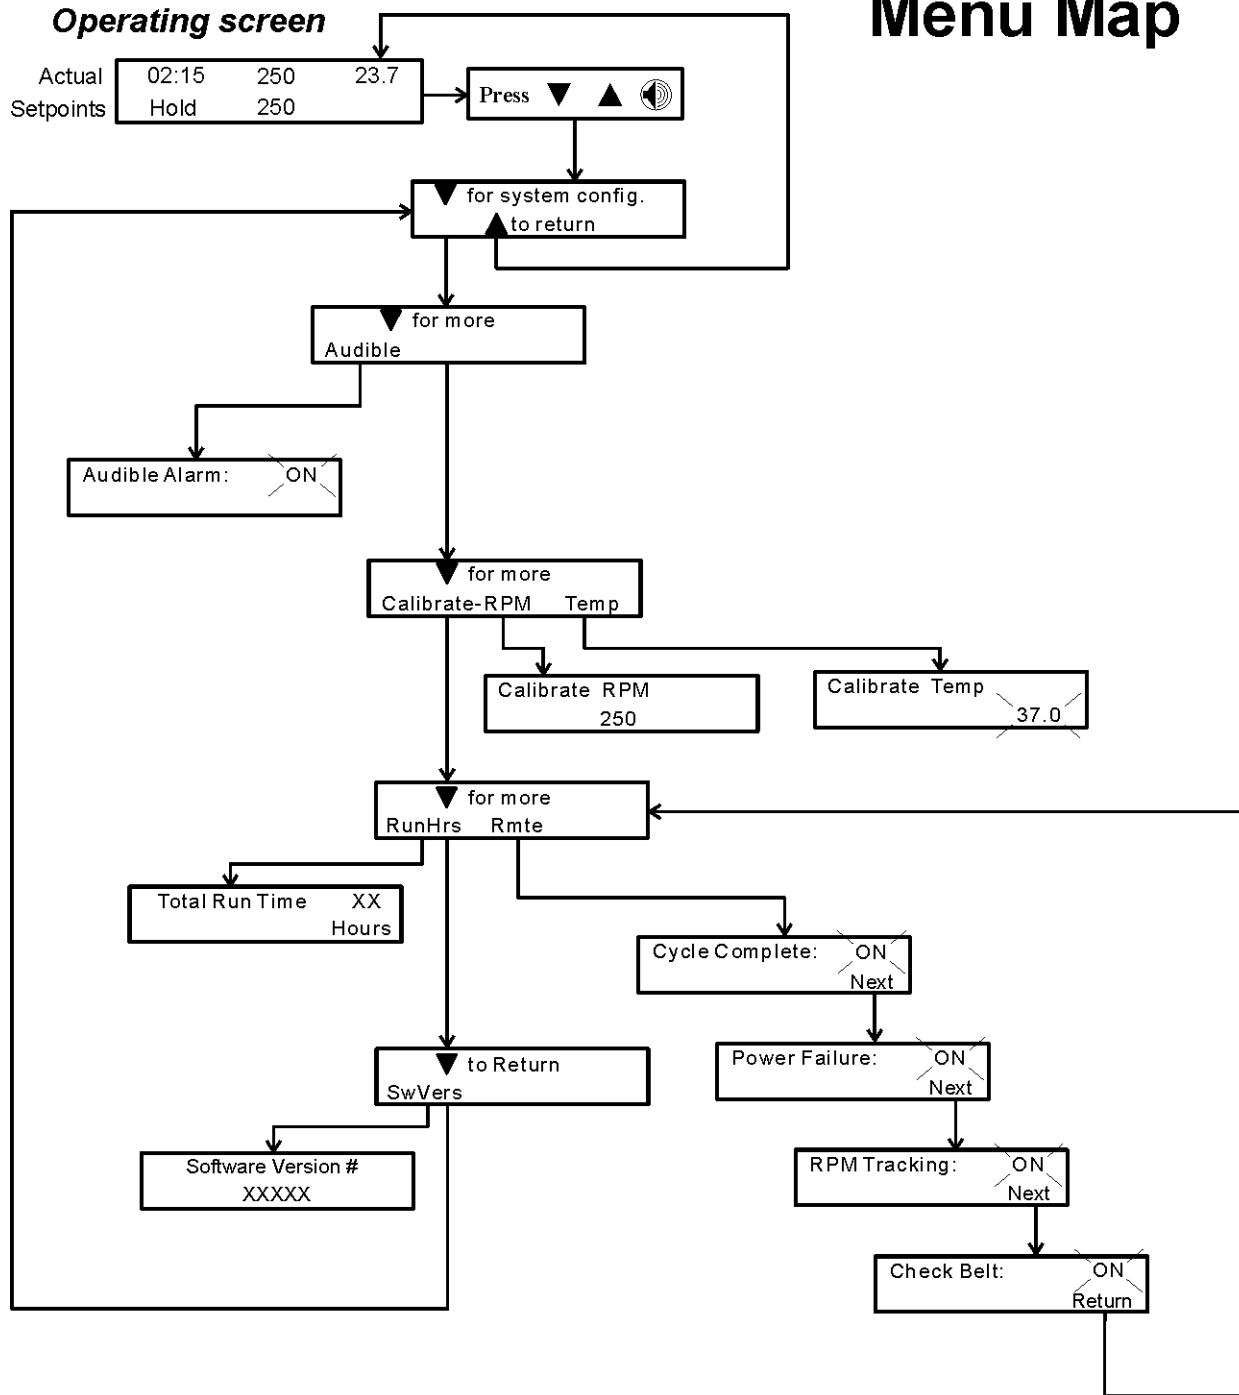 Operating screen
Menu Map
Actual 02:15 250 23.7
Setpoints Hold 250
Press ▼ ▲
▼ for system config.
▲ to return
▼ for more
Audible
Audible Alarm: ON
▼ for more
Calibrate-RPM Temp
Calibrate RPM
250
Calibrate Temp
37.0
▼ for more
RunHrs Rmte
Total Run Time XX
Hours
Cycle Complete: ON
Next
▼ to Return
SwVers
Power Failure: ON
Next
Software Version #
XXXXX
RPM Tracking: ON
Next
Check Belt: ON
Return